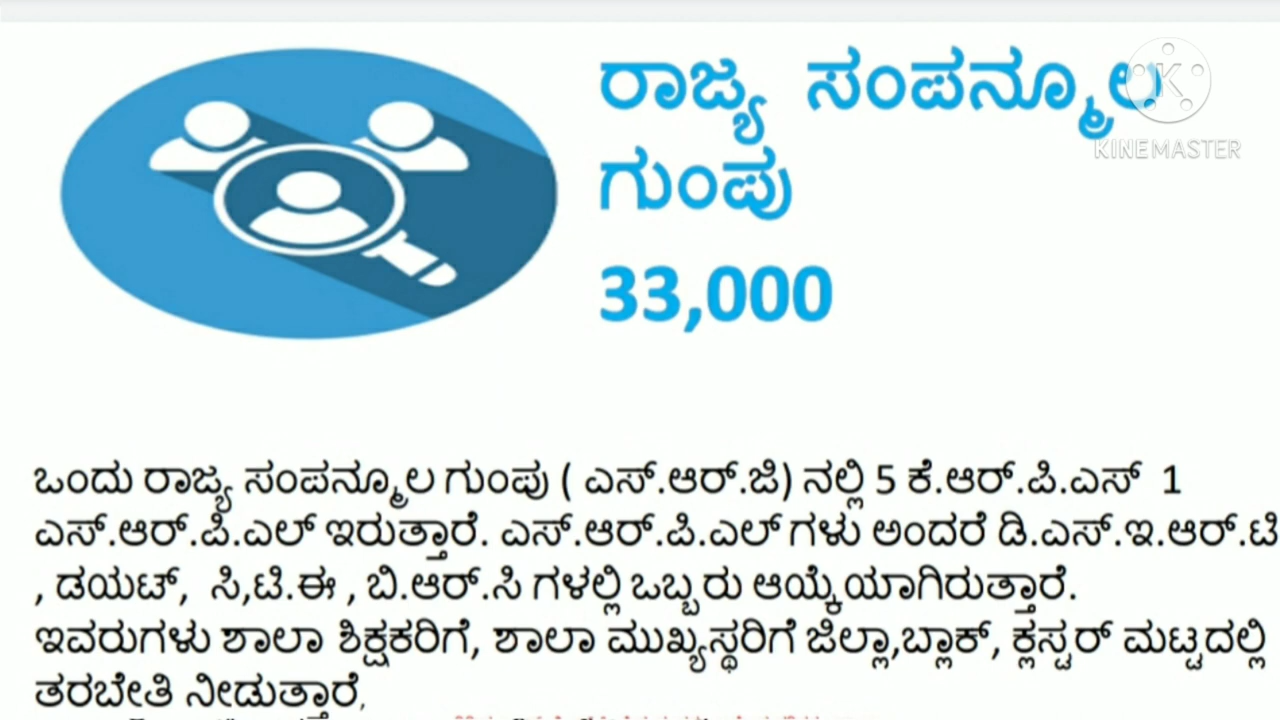 ರಾಜ್ಯ ಸಂಪನ್ಮೂಲ
KINEMASTER
ಗುಂಪು
33,000
ಒಂದು ರಾಜ್ಯ ಸಂಪನ್ಮೂಲ ಗುಂಪು ( ಎಸ್.ಆರ್.ಜಿ) ನಲ್ಲಿ 5 ಕೆ.ಆರ್.ಪಿ.ಎಸ್ 1
ಎಸ್.ಆರ್.ಪಿ.ಎಲ್ ಇರುತ್ತಾರೆ. ಎಸ್.ಆರ್.ಪಿ.ಎಲ್ ಗಳು ಅಂದರೆ ಡಿ.ಎಸ್.ಇ.ಆರ್.ಟಿ
, ಡಯಟ್, ಸಿ,ಟಿ.ಈ , ಬಿ.ಆರ್.ಸಿ ಗಳಲ್ಲಿ ಒಬ್ಬರು ಆಯ್ಕೆಯಾಗಿರುತ್ತಾರೆ.
ಇವರುಗಳು ಶಾಲಾ ಶಿಕ್ಷಕರಿಗೆ, ಶಾಲಾ ಮುಖ್ಯಸ್ಥರಿಗೆ ಜಿಲ್ಲಾ,ಬ್ಲಾಕ್, ಕ್ಲಸ್ಟರ್ ಮಟ್ಟದಲ್ಲಿ
ತರಬೇತಿ ನೀಡುತ್ತಾರೆ,